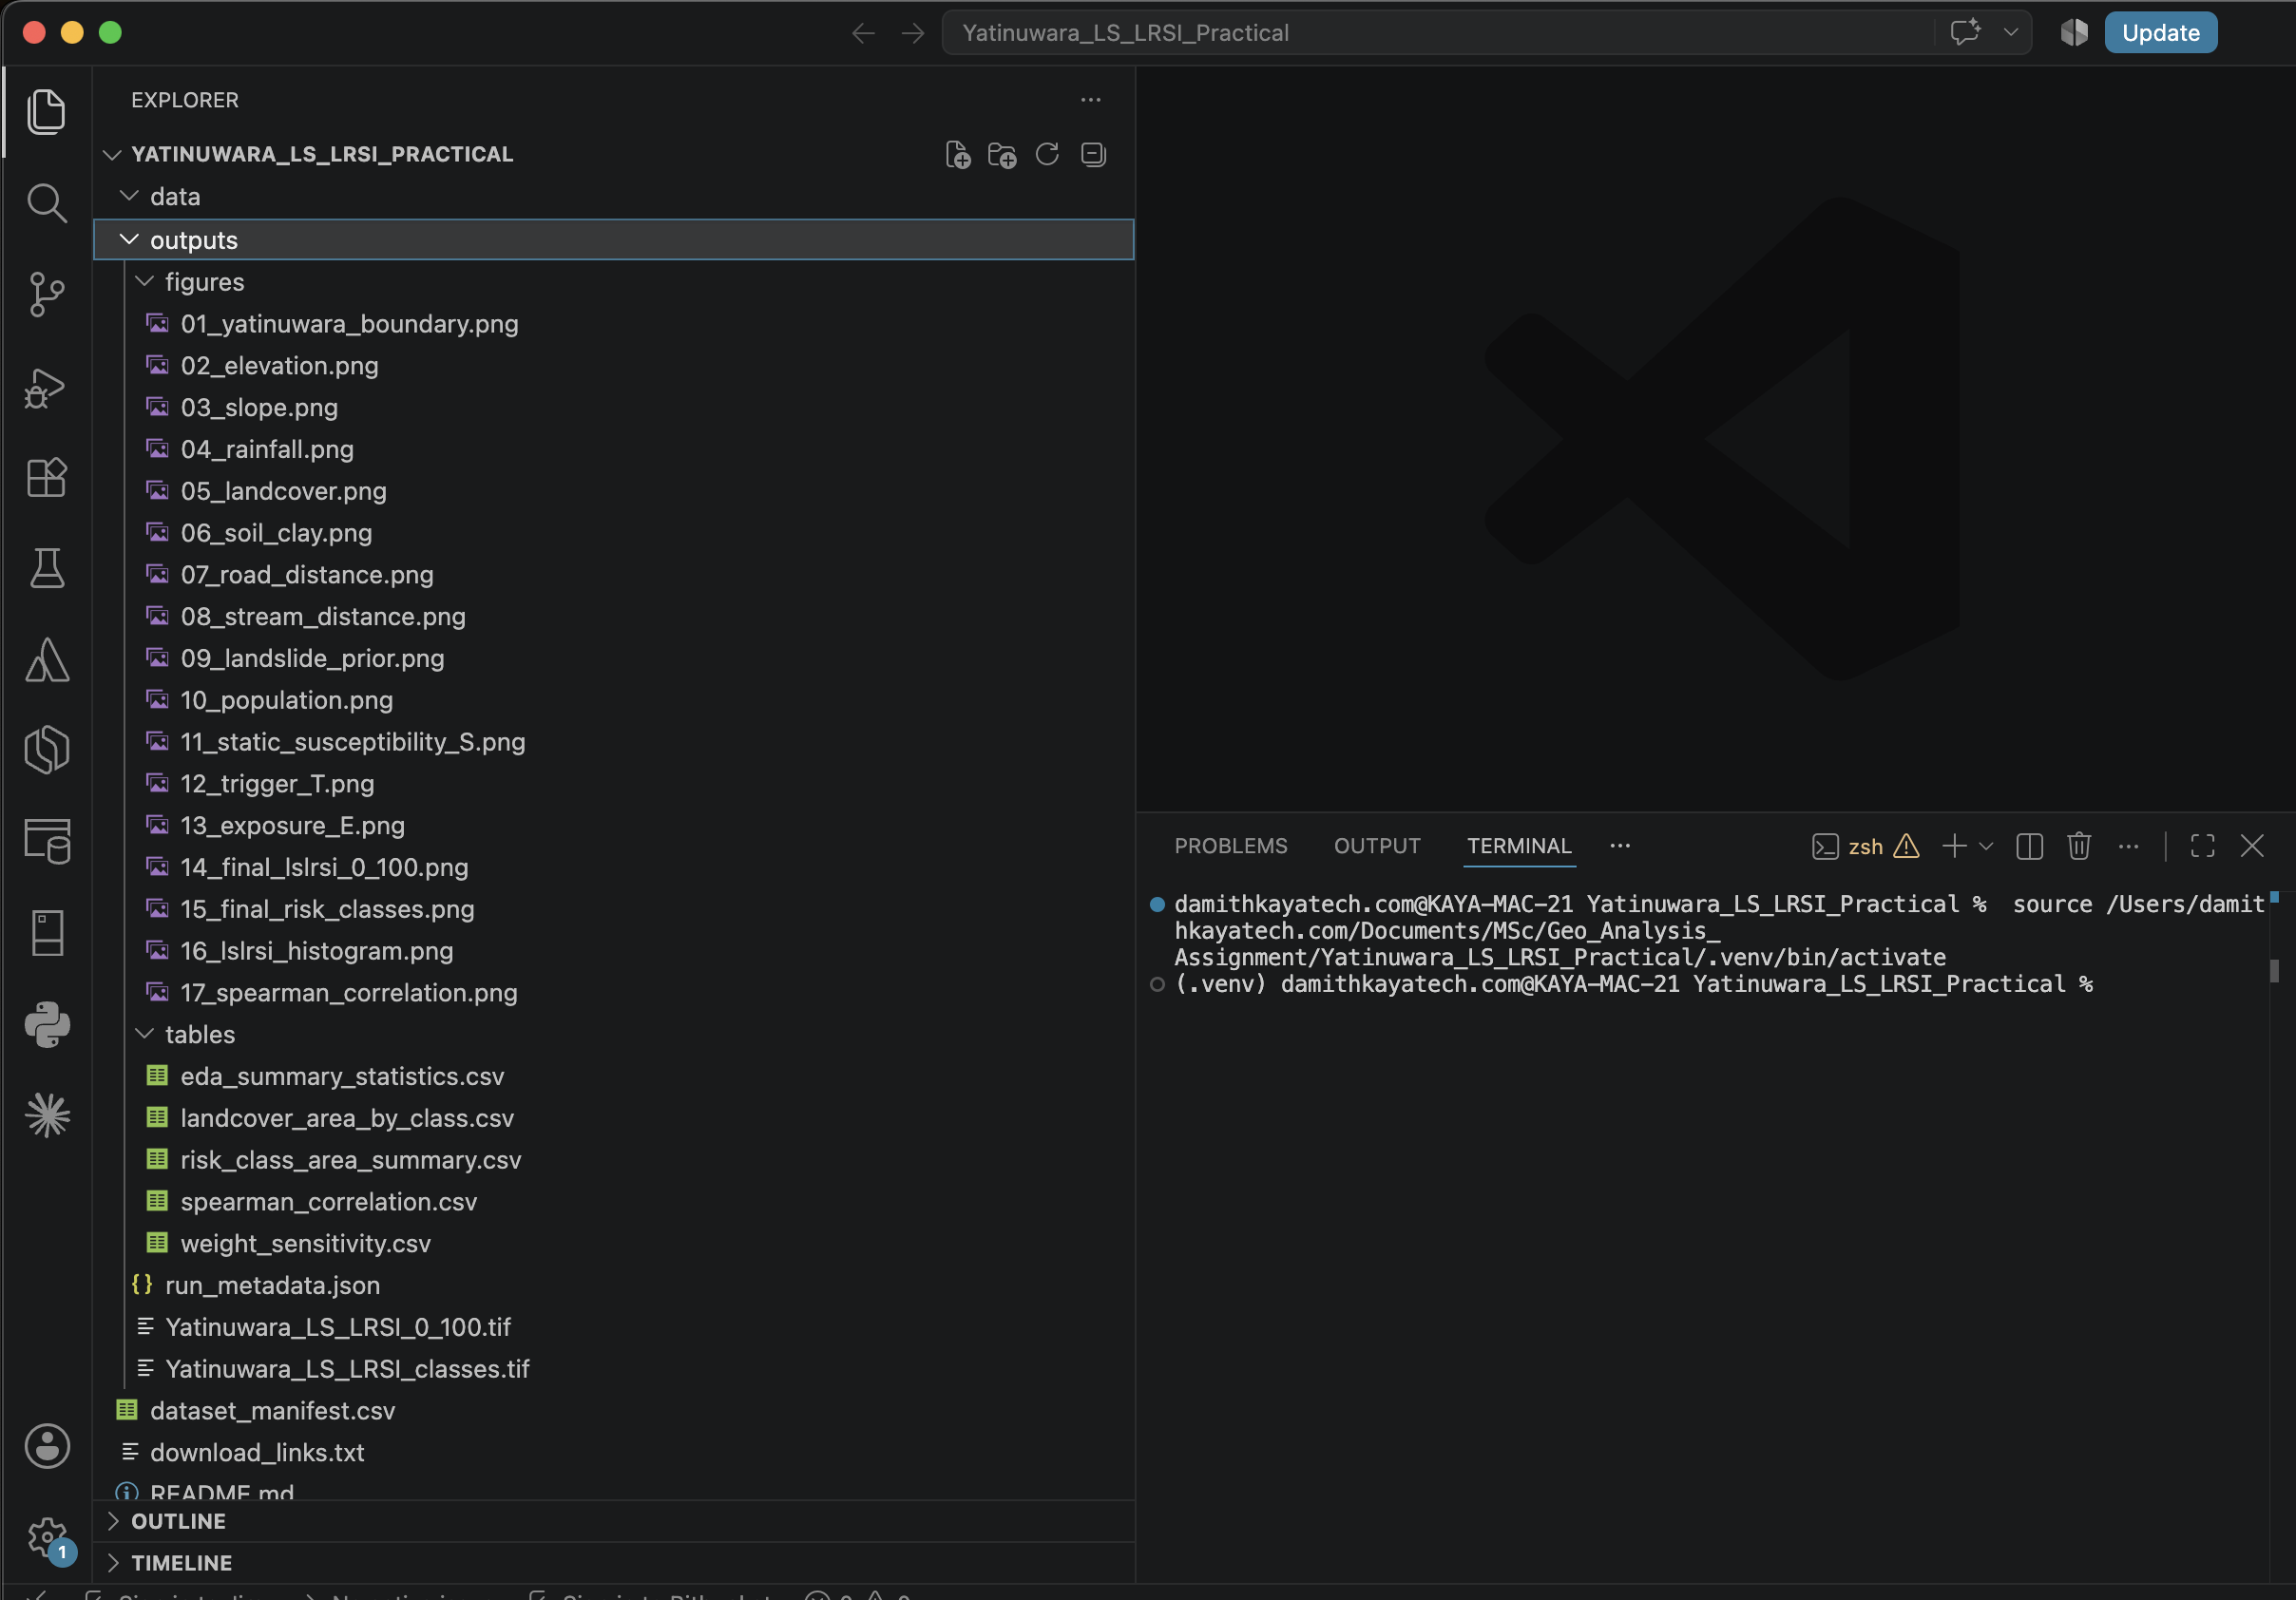 Yatinuwara_LS_LRSI_Practical
Update
EXPLORER
YATINUWARA_LS_LRSI_PRACTICAL
data
outputs
figures
01_yatinuwara_boundary.png
02_elevation.png
03_slope.png
04_rainfall.png
05_landcover.png
06_soil_clay.png
07_road_distance.png
08_stream_distance.png
09_landslide_prior.png
10_population.png
11_static_susceptibility_S.png
12_trigger_T.png
13_exposure_E.png
14_final_lslrsi_0_100.png
15_final_risk_classes.png
16_lslrsi_histogram.png
17_spearman_correlation.png
tables
eda_summary_statistics.csv
landcover_area_by_class.csv
risk_class_area_summary.csv
spearman_correlation.csv
weight_sensitivity.csv
{} run_metadata.json
Yatinuwara_LS_LRSI_0_100.tif
Yatinuwara_LS_LRSI_classes.tif
dataset_manifest.csv
download_links.txt
README.md
OUTLINE
TIMELINE
1
PROBLEMS OUTPUT TERMINAL
zsh
damithkayatech.com@KAYA-MAC-21 Yatinuwara_LS_LRSI_Practical % source /Users/damit
hkayatech.com/Documents/MSc/Geo_Analysis_
Assignment/Yatinuwara_LS_LRSI_Practical/.venv/bin/activate
(.venv) damithkayatech.com@KAYA-MAC-21 Yatinuwara_LS_LRSI_Practical %